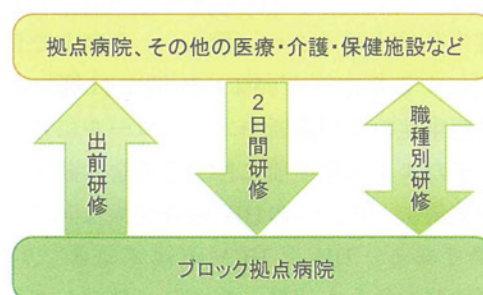 拠点病院、その他の医療・介護・保健施設など
出前研修
2日間研修
職種別研修
ブロック拠点病院